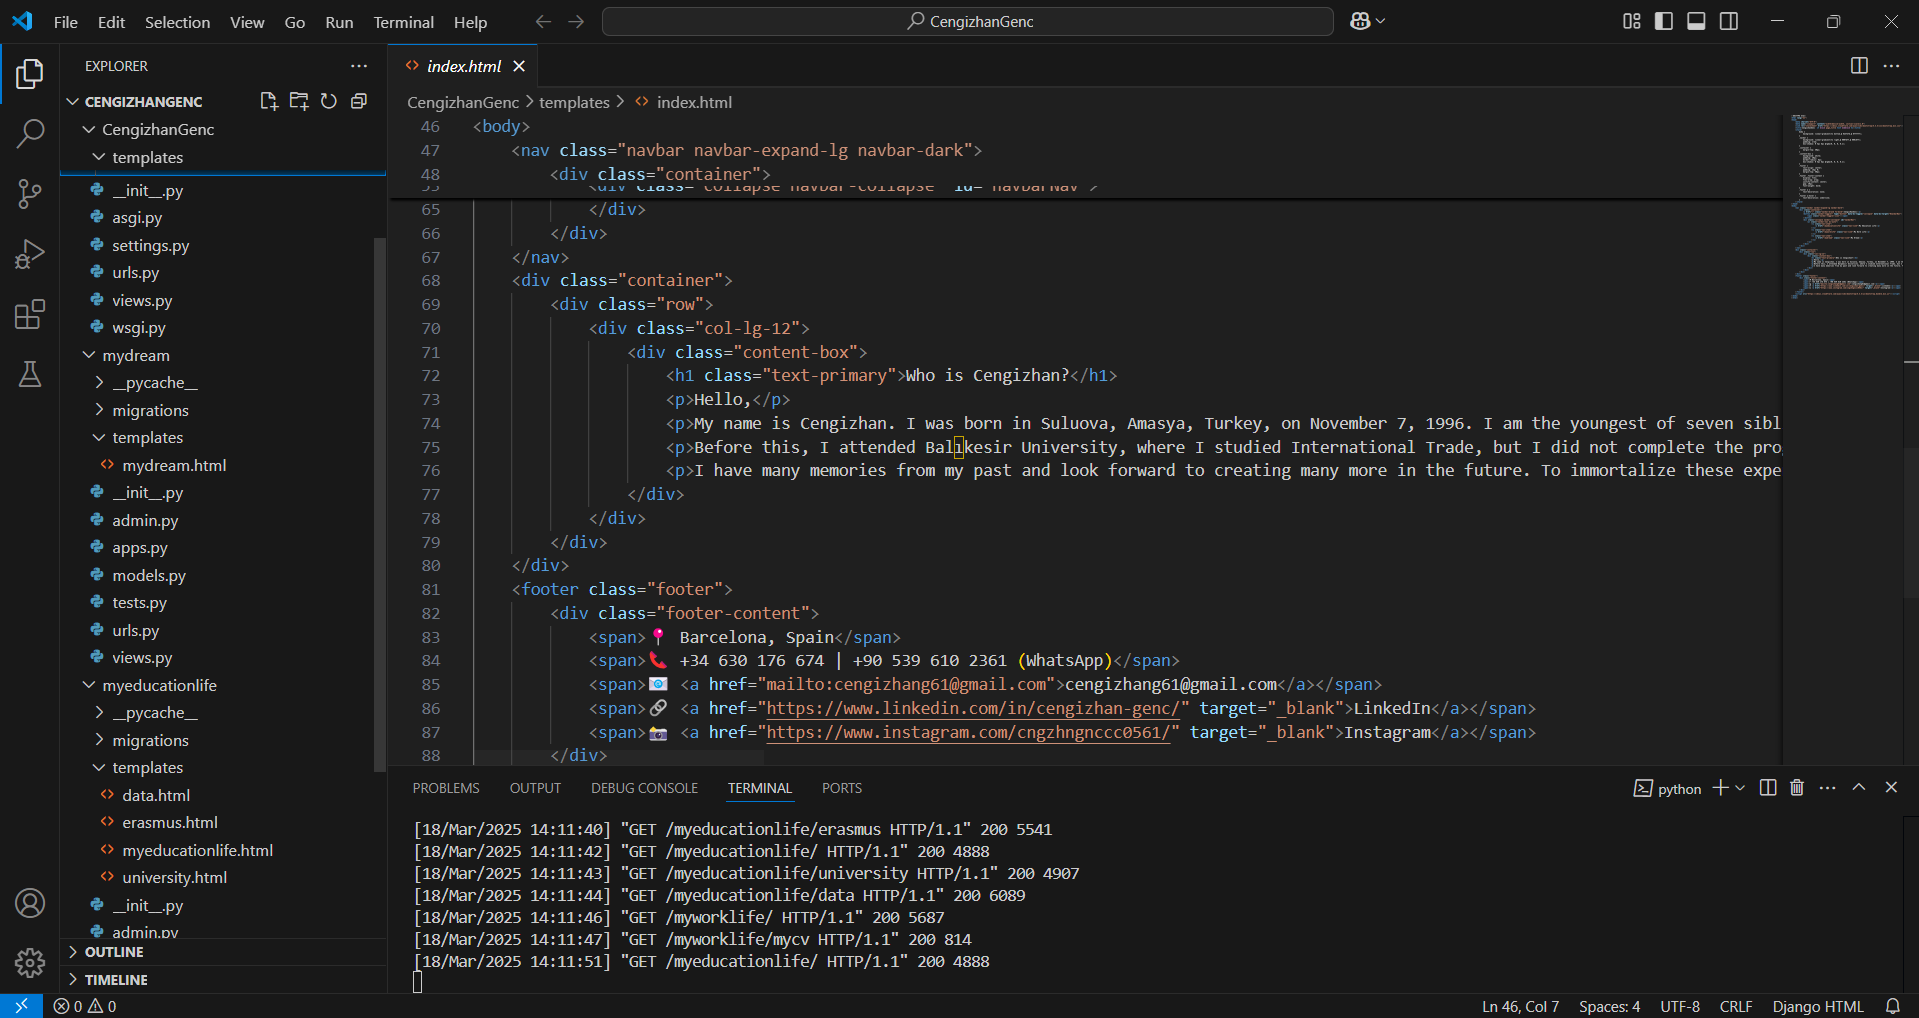 File Edit Selection View Go Run Terminal Help
CengizhanGenc
EXPLORER
CENGIZHANGENC
CengizhanGenc
templates
__init__.py
asgi.py
settings.py
urls.py
views.py
wsgi.py
mydream
__pycache__
migrations
templates
mydream.html
__init__.py
admin.py
apps.py
models.py
tests.py
urls.py
views.py
myeducationlife
__pycache__
migrations
templates
data.html
erasmus.html
myeducationlife.html
university.html
__init__.py
admin.py
OUTLINE
TIMELINE
index.html
CengizhanGenc > templates > index.html
46 <body>
47 <nav class="navbar navbar-expand-lg navbar-dark">
48 <div class="container">
55 <div class="collapse navbar-collapse" id="navbarNav">
65 </div>
66 </div>
67 </nav>
68 <div class="container">
69 <div class="row">
70 <div class="col-lg-12">
71 <div class="content-box">
72 <h1 class="text-primary">Who is Cengizhan?</h1>
73 <p>Hello,</p>
74 <p>My name is Cengizhan. I was born in Suluova, Amasya, Turkey, on November 7, 1996. I am the youngest of seven sibl
75 <p>Before this, I attended Balıkesir University, where I studied International Trade, but I did not complete the pro
76 <p>I have many memories from my past and look forward to creating many more in the future. To immortalize these expe
77 </div>
78 </div>
79 </div>
80 </div>
81 <footer class="footer">
82 <div class="footer-content">
83 <span>📍 Barcelona, Spain</span>
84 <span>📞 +34 630 176 674 | +90 539 610 2361 (WhatsApp)</span>
85 <span>📧 <a href="mailto:cengizhang61@gmail.com">cengizhang61@gmail.com</a></span>
86 <span>🔗 <a href="https://www.linkedin.com/in/cengizhan-genc/" target="_blank">LinkedIn</a></span>
87 <span>📸 <a href="https://www.instagram.com/cngzhngnccc0561/" target="_blank">Instagram</a></span>
88 </div>
PROBLEMS OUTPUT DEBUG CONSOLE TERMINAL PORTS
python
[18/Mar/2025 14:11:40] "GET /myeducationlife/erasmus HTTP/1.1" 200 5541
[18/Mar/2025 14:11:42] "GET /myeducationlife/ HTTP/1.1" 200 4888
[18/Mar/2025 14:11:43] "GET /myeducationlife/university HTTP/1.1" 200 4907
[18/Mar/2025 14:11:44] "GET /myeducationlife/data HTTP/1.1" 200 6089
[18/Mar/2025 14:11:46] "GET /myworklife/ HTTP/1.1" 200 5687
[18/Mar/2025 14:11:47] "GET /myworklife/mycv HTTP/1.1" 200 814
[18/Mar/2025 14:11:51] "GET /myeducationlife/ HTTP/1.1" 200 4888
0 0
Ln 46, Col 7 Spaces: 4 UTF-8 CRLF Django HTML